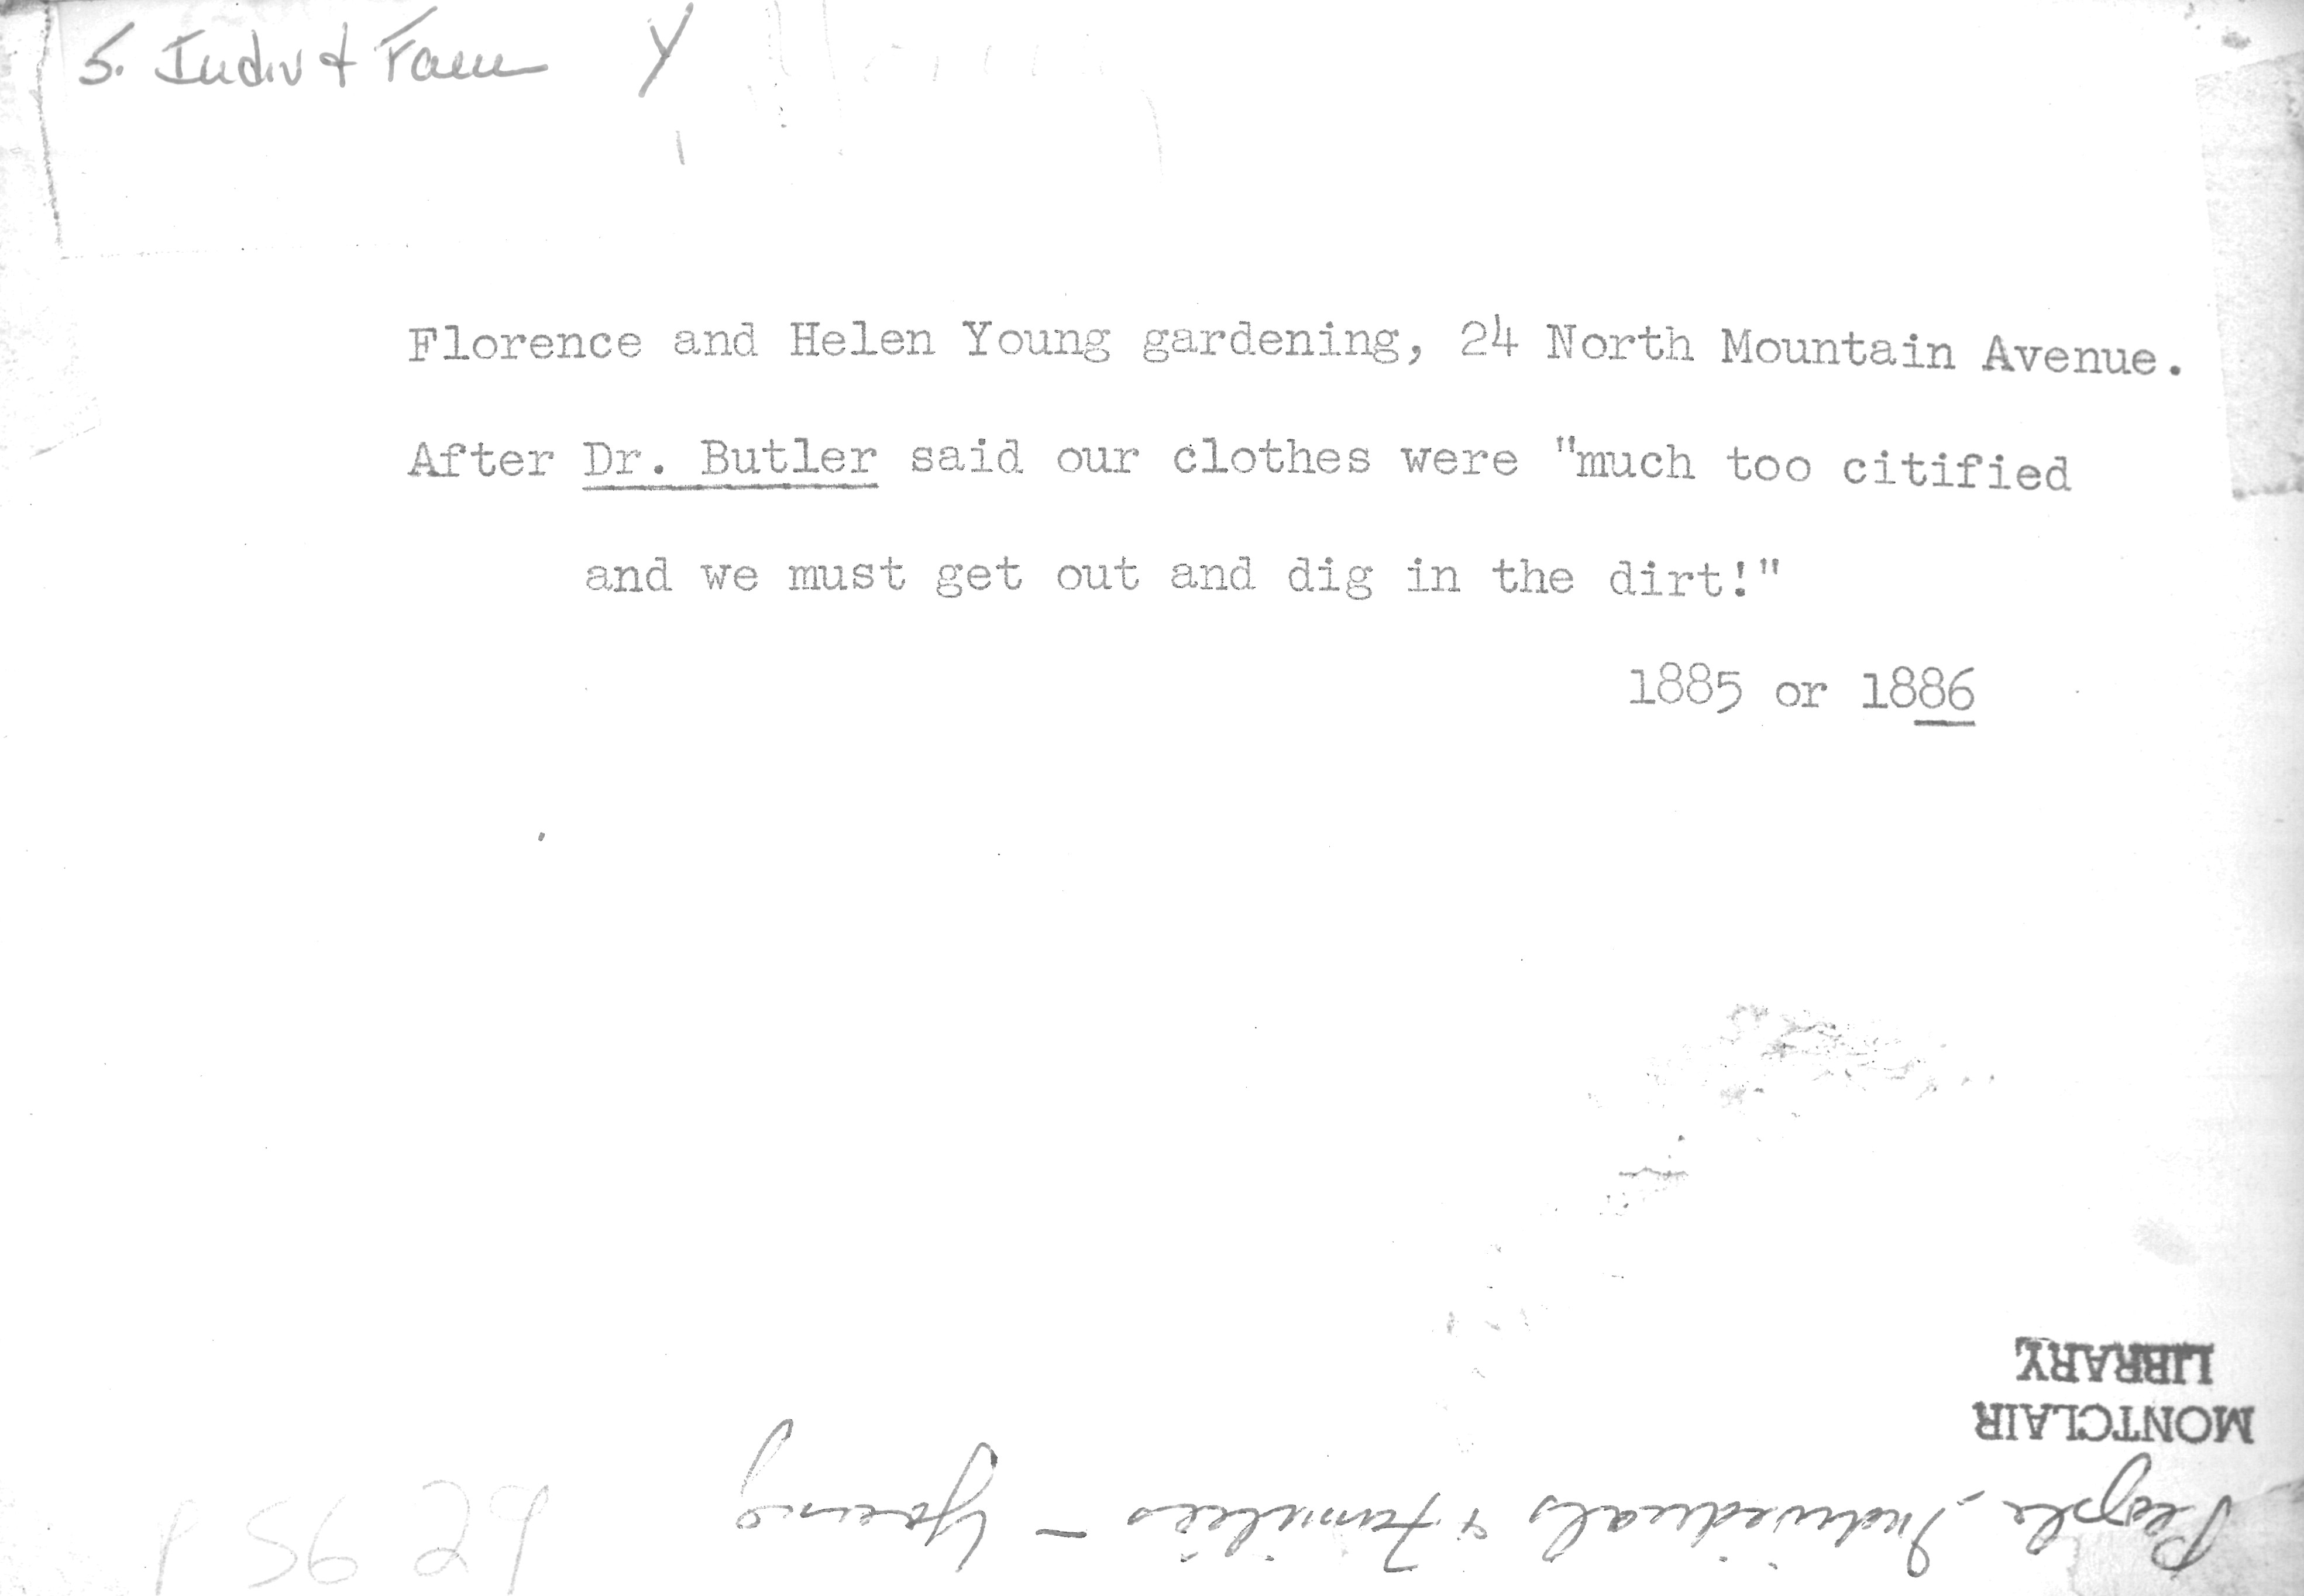 5. Indiv & Fam Y
Florence and Helen Young gardening, 24 North Mountain Avenue.
After Dr. Butler said our clothes were "much too citified
and we must get out and dig in the dirt!"
1885 or 1886
MONTCLAIR
LIBRARY
People - Individuals & Families - Young
P 5629